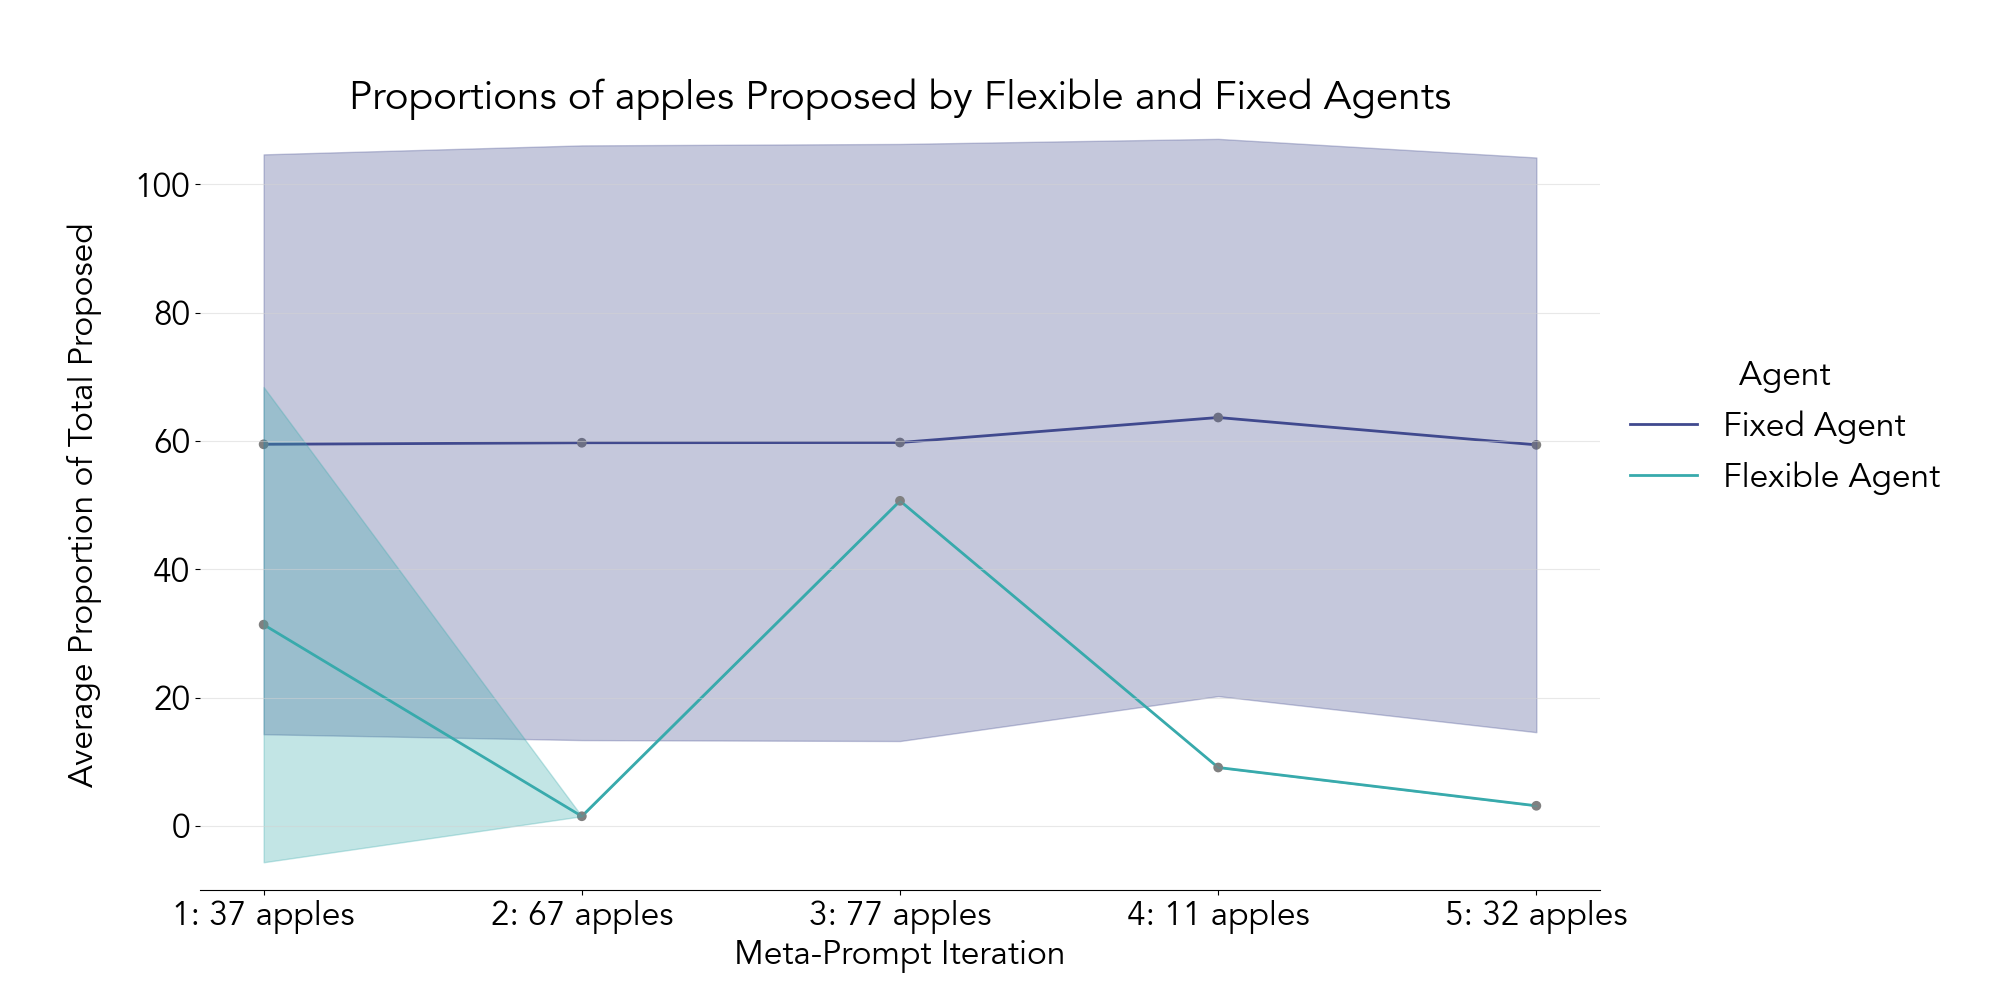 Proportions of apples Proposed by Flexible and Fixed Agents
Average Proportion of Total Proposed
100
80
60
40
20
0
1: 37 apples
2: 67 apples
3: 77 apples
4: 11 apples
5: 32 apples
Meta-Prompt Iteration
Agent
Fixed Agent
Flexible Agent